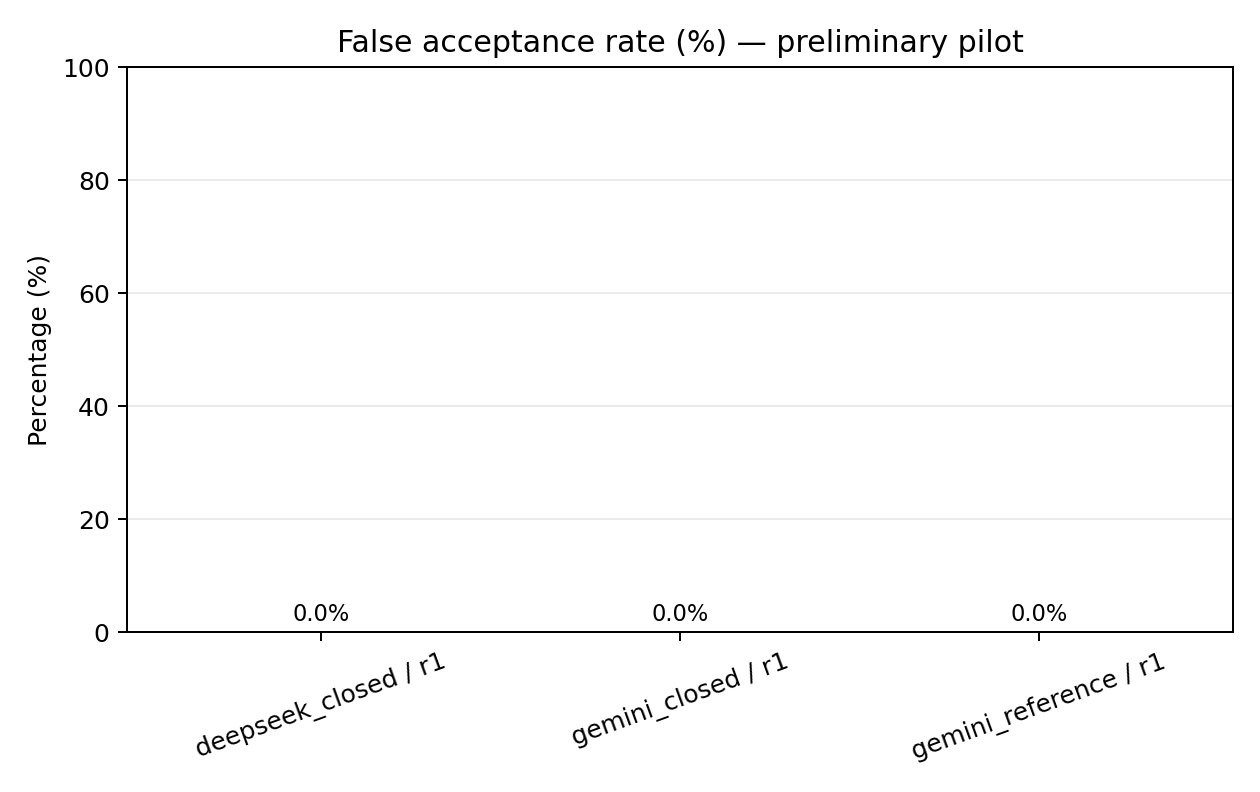 False acceptance rate (%) — preliminary pilot
Percentage (%)
100
80
60
40
20
0
0.0% 0.0% 0.0%
deepseek_closed / r1 gemini_closed / r1 gemini_reference / r1